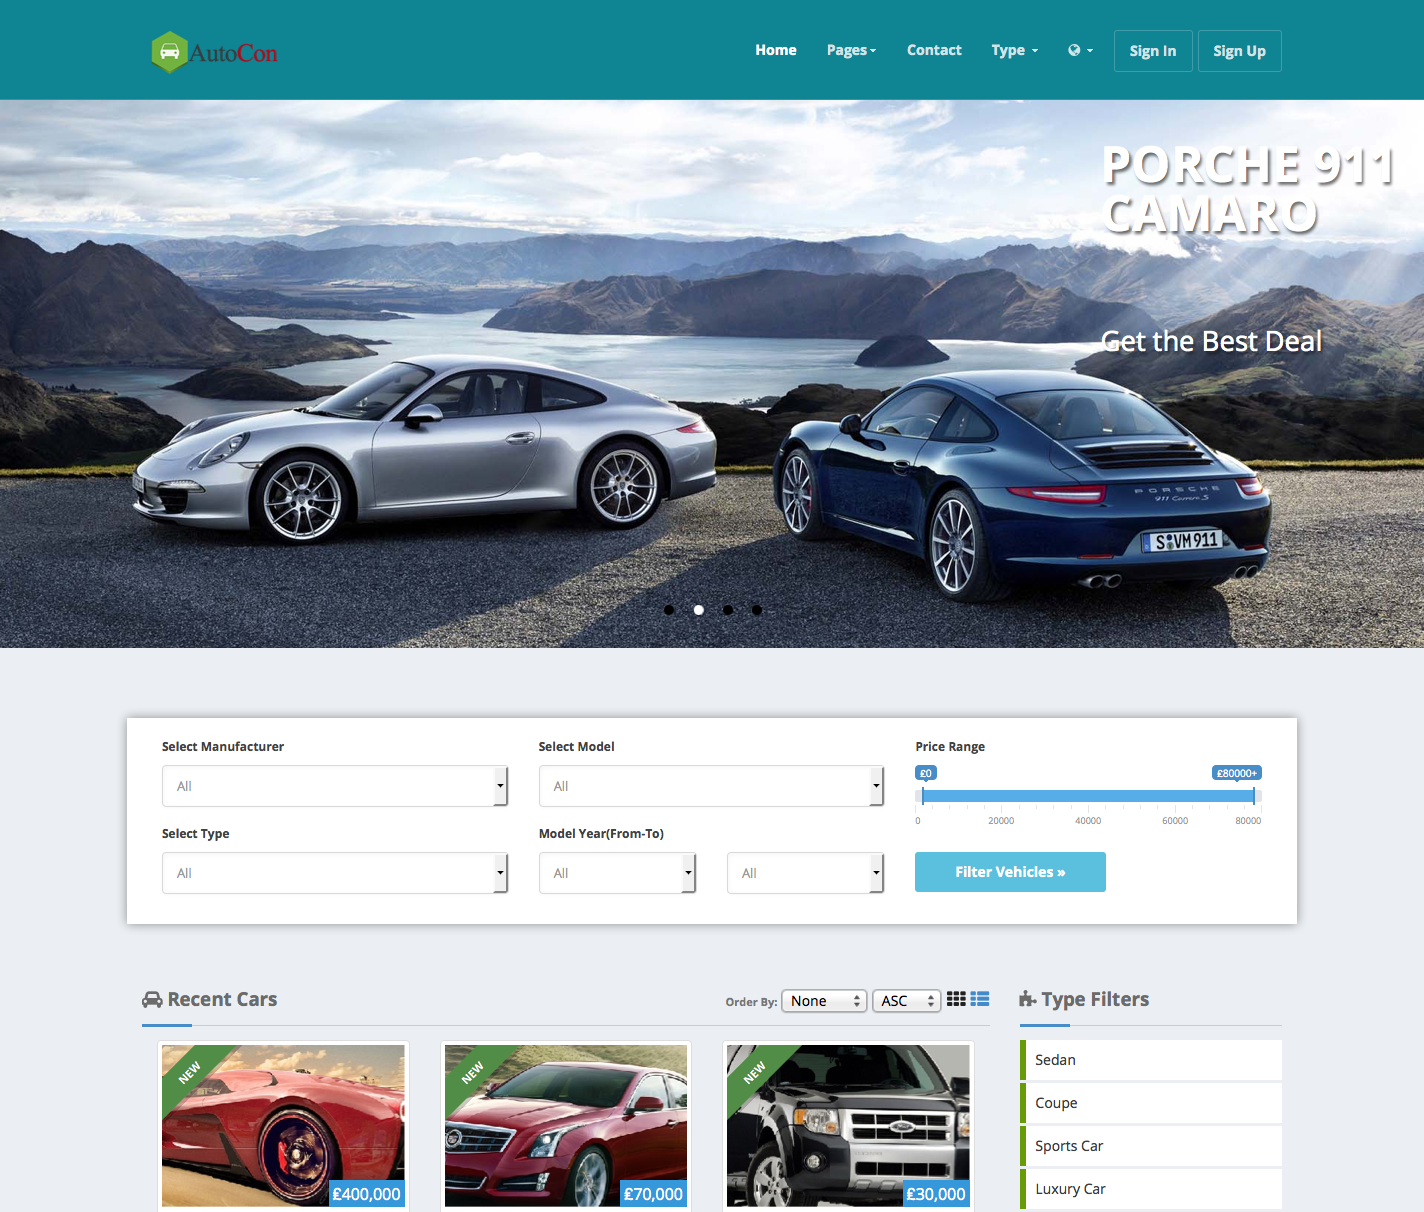 AutoCon
Home Pages Contact Type Sign In Sign Up
PORCHE 911
CAMARO
Get the Best Deal
PORSCHE
911 Carrera S
S VM 911
Select Manufacturer
All
Select Model
All
Price Range
£0 £80000+
0 20000 40000 60000 80000
Select Type
All
Model Year(From-To)
All All
Filter Vehicles »
Recent Cars
Order By: None ASC
Type Filters
NEW
£400,000
NEW
£70,000
NEW
£30,000
Sedan
Coupe
Sports Car
Luxury Car